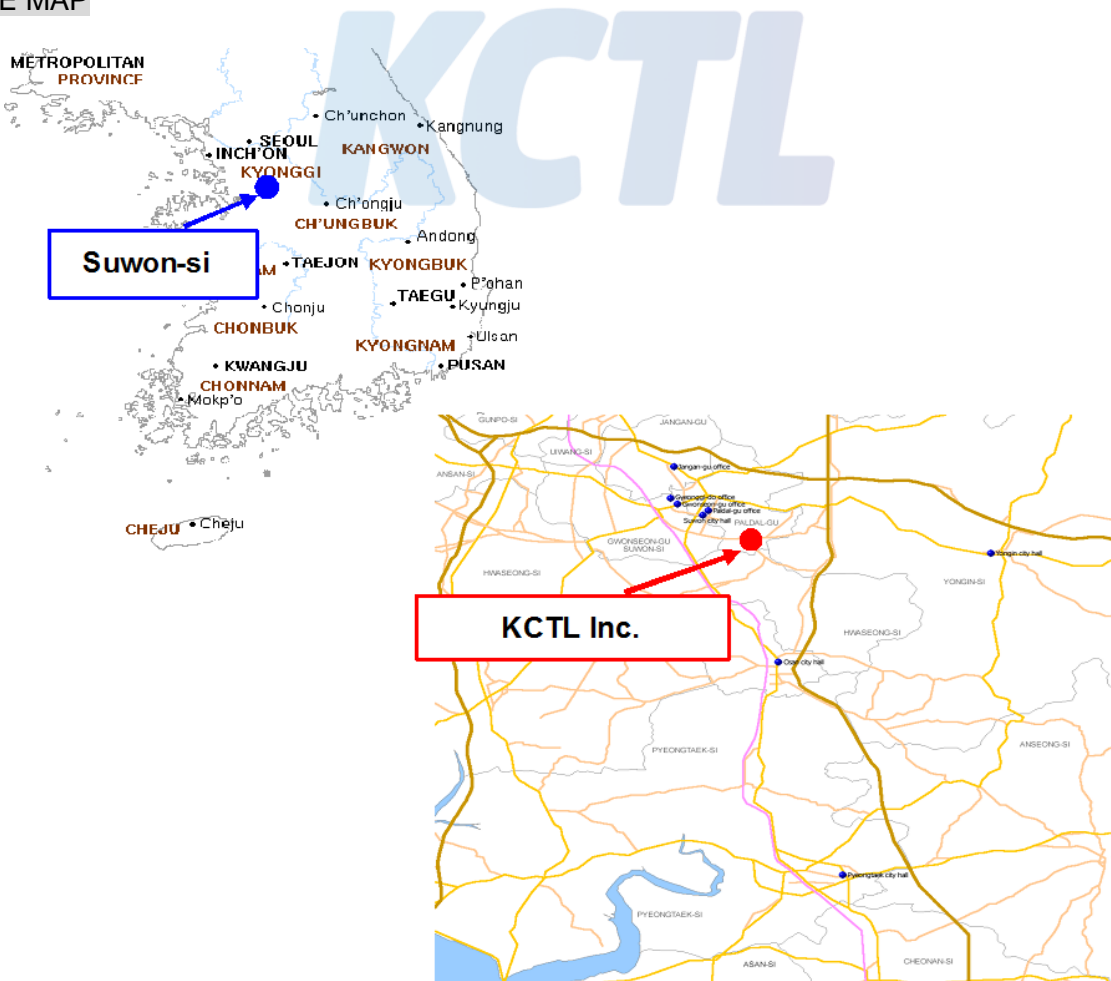 E MAP
KCTL
METROPOLITAN
PROVINCE
Ch'unchon
Kangnung
SEOUL
INCH'ON
KANGWON
KYONGGI
Ch'ongju
CH'UNGBUK
Andong
Suwon-si
AM
TAEJON
KYONGBUK
P'ohan
TAEGU
Kyungju
Chonju
CHONBUK
Ulsan
KYONGNAM
KWANGJU
PUSAN
CHONNAM
Mokp'o
CHEJU
Cheju
GUNPO-SI
JANGAN-GU
UIWANG-SI
ANSAN-SI
Jangan-gu office
Gyeonggi-do office
Gwonseon-gu office
Paldal-gu office
Suwon city hall
PALDAL-GU
GWONSEON-GU
SUWON-SI
Yongin city hall
HWASEONG-SI
YONGIN-SI
KCTL Inc.
HWASEONG-SI
Osan city hall
PYEONGTAEK-SI
ANSEONG-SI
Pyeongtaek city hall
PYEONGTAEK-SI
ASAN-SI
CHEONAN-SI